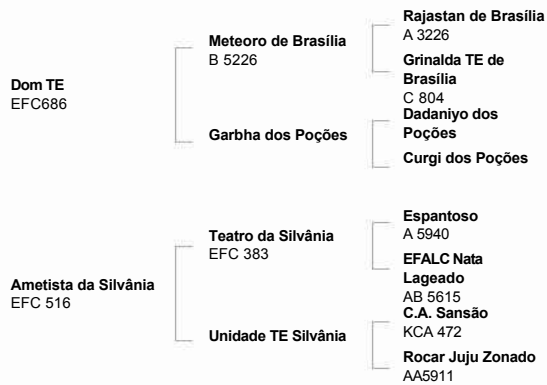 Dom TE
EFC686
Meteoro de Brasília
B 5226
Rajastan de Brasília
A 3226
Grinalda TE de
Brasília
C 804
Garbha dos Poções
Dadaniyo dos
Poções
Curgi dos Poções
Ametista da Silvânia
EFC 516
Teatro da Silvânia
EFC 383
Espantoso
A 5940
EFALC Nata
Lageado
AB 5615
Unidade TE Silvânia
C.A. Sansão
KCA 472
Rocar Juju Zonado
AA5911